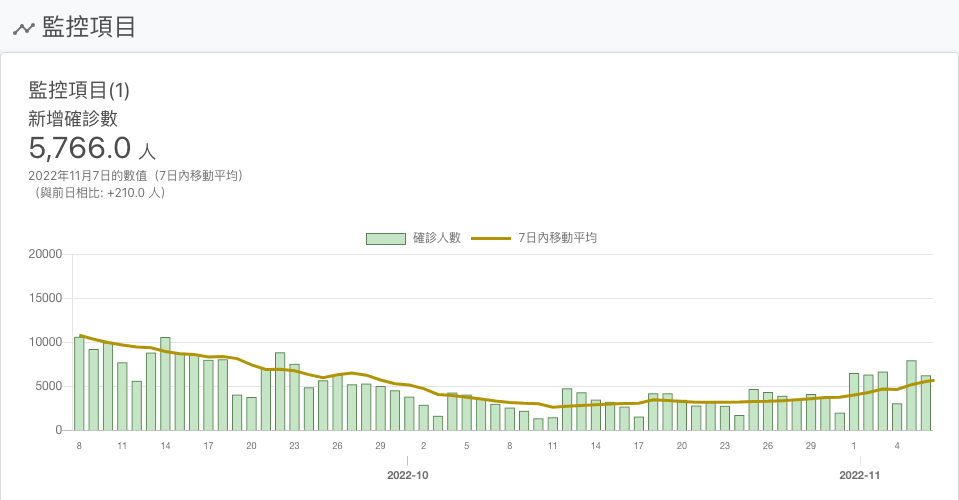 監控項目
監控項目(1)
新增確診數
5,766.0 人
2022年11月7日的數值（7日內移動平均）
（與前日相比: +210.0 人）
確診人數 7日內移動平均
20000
15000
10000
5000
0
8 11 14 17 20 23 26 29 2 5 8 11 14 17 20 23 26 29 1 4
2022-10 2022-11